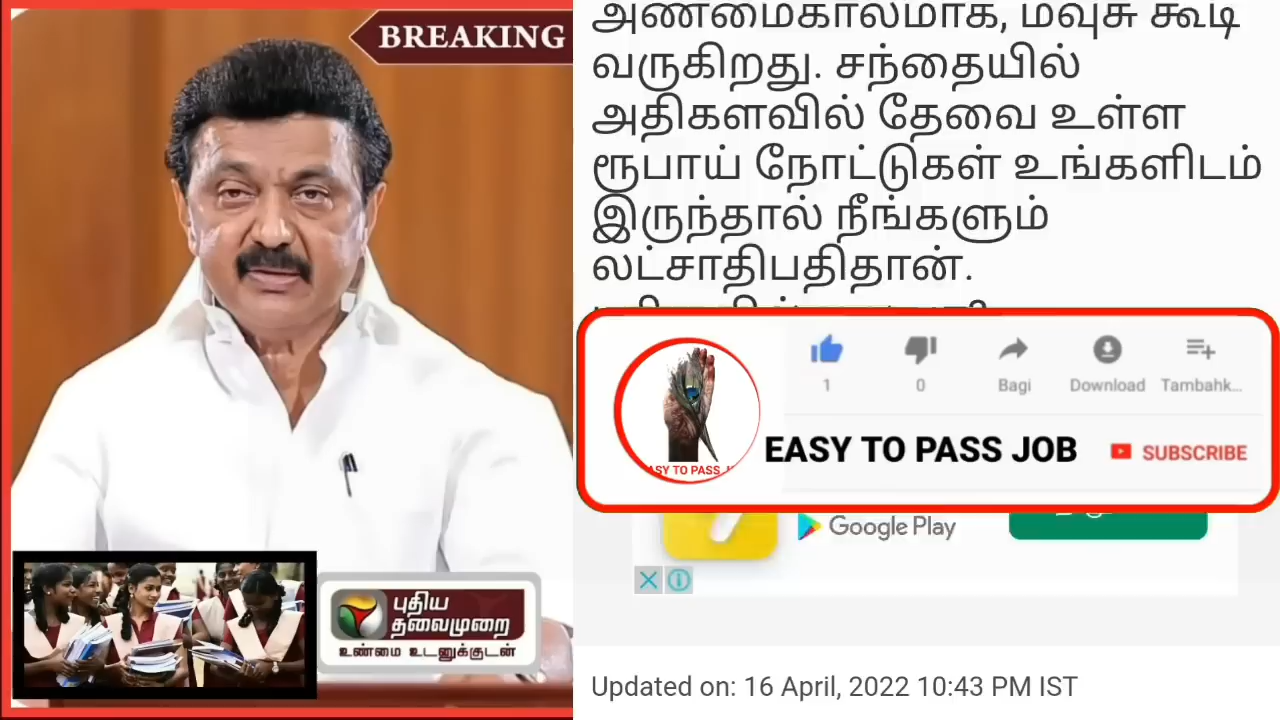 BREAKING
புதிய
தலைமுறை
உண்மை உடனுக்குடன்
அண்மைகாலமாக, மவுசு கூடி
வருகிறது. சந்தையில்
அதிகளவில் தேவை உள்ள
ரூபாய் நோட்டுகள் உங்களிடம்
இருந்தால் நீங்களும்
லட்சாதிபதிதான்.
1
0
Bagi
Download
Tambahk...
EASY TO PASS JOB
SUBSCRIBE
Google Play
Updated on: 16 April, 2022 10:43 PM IST